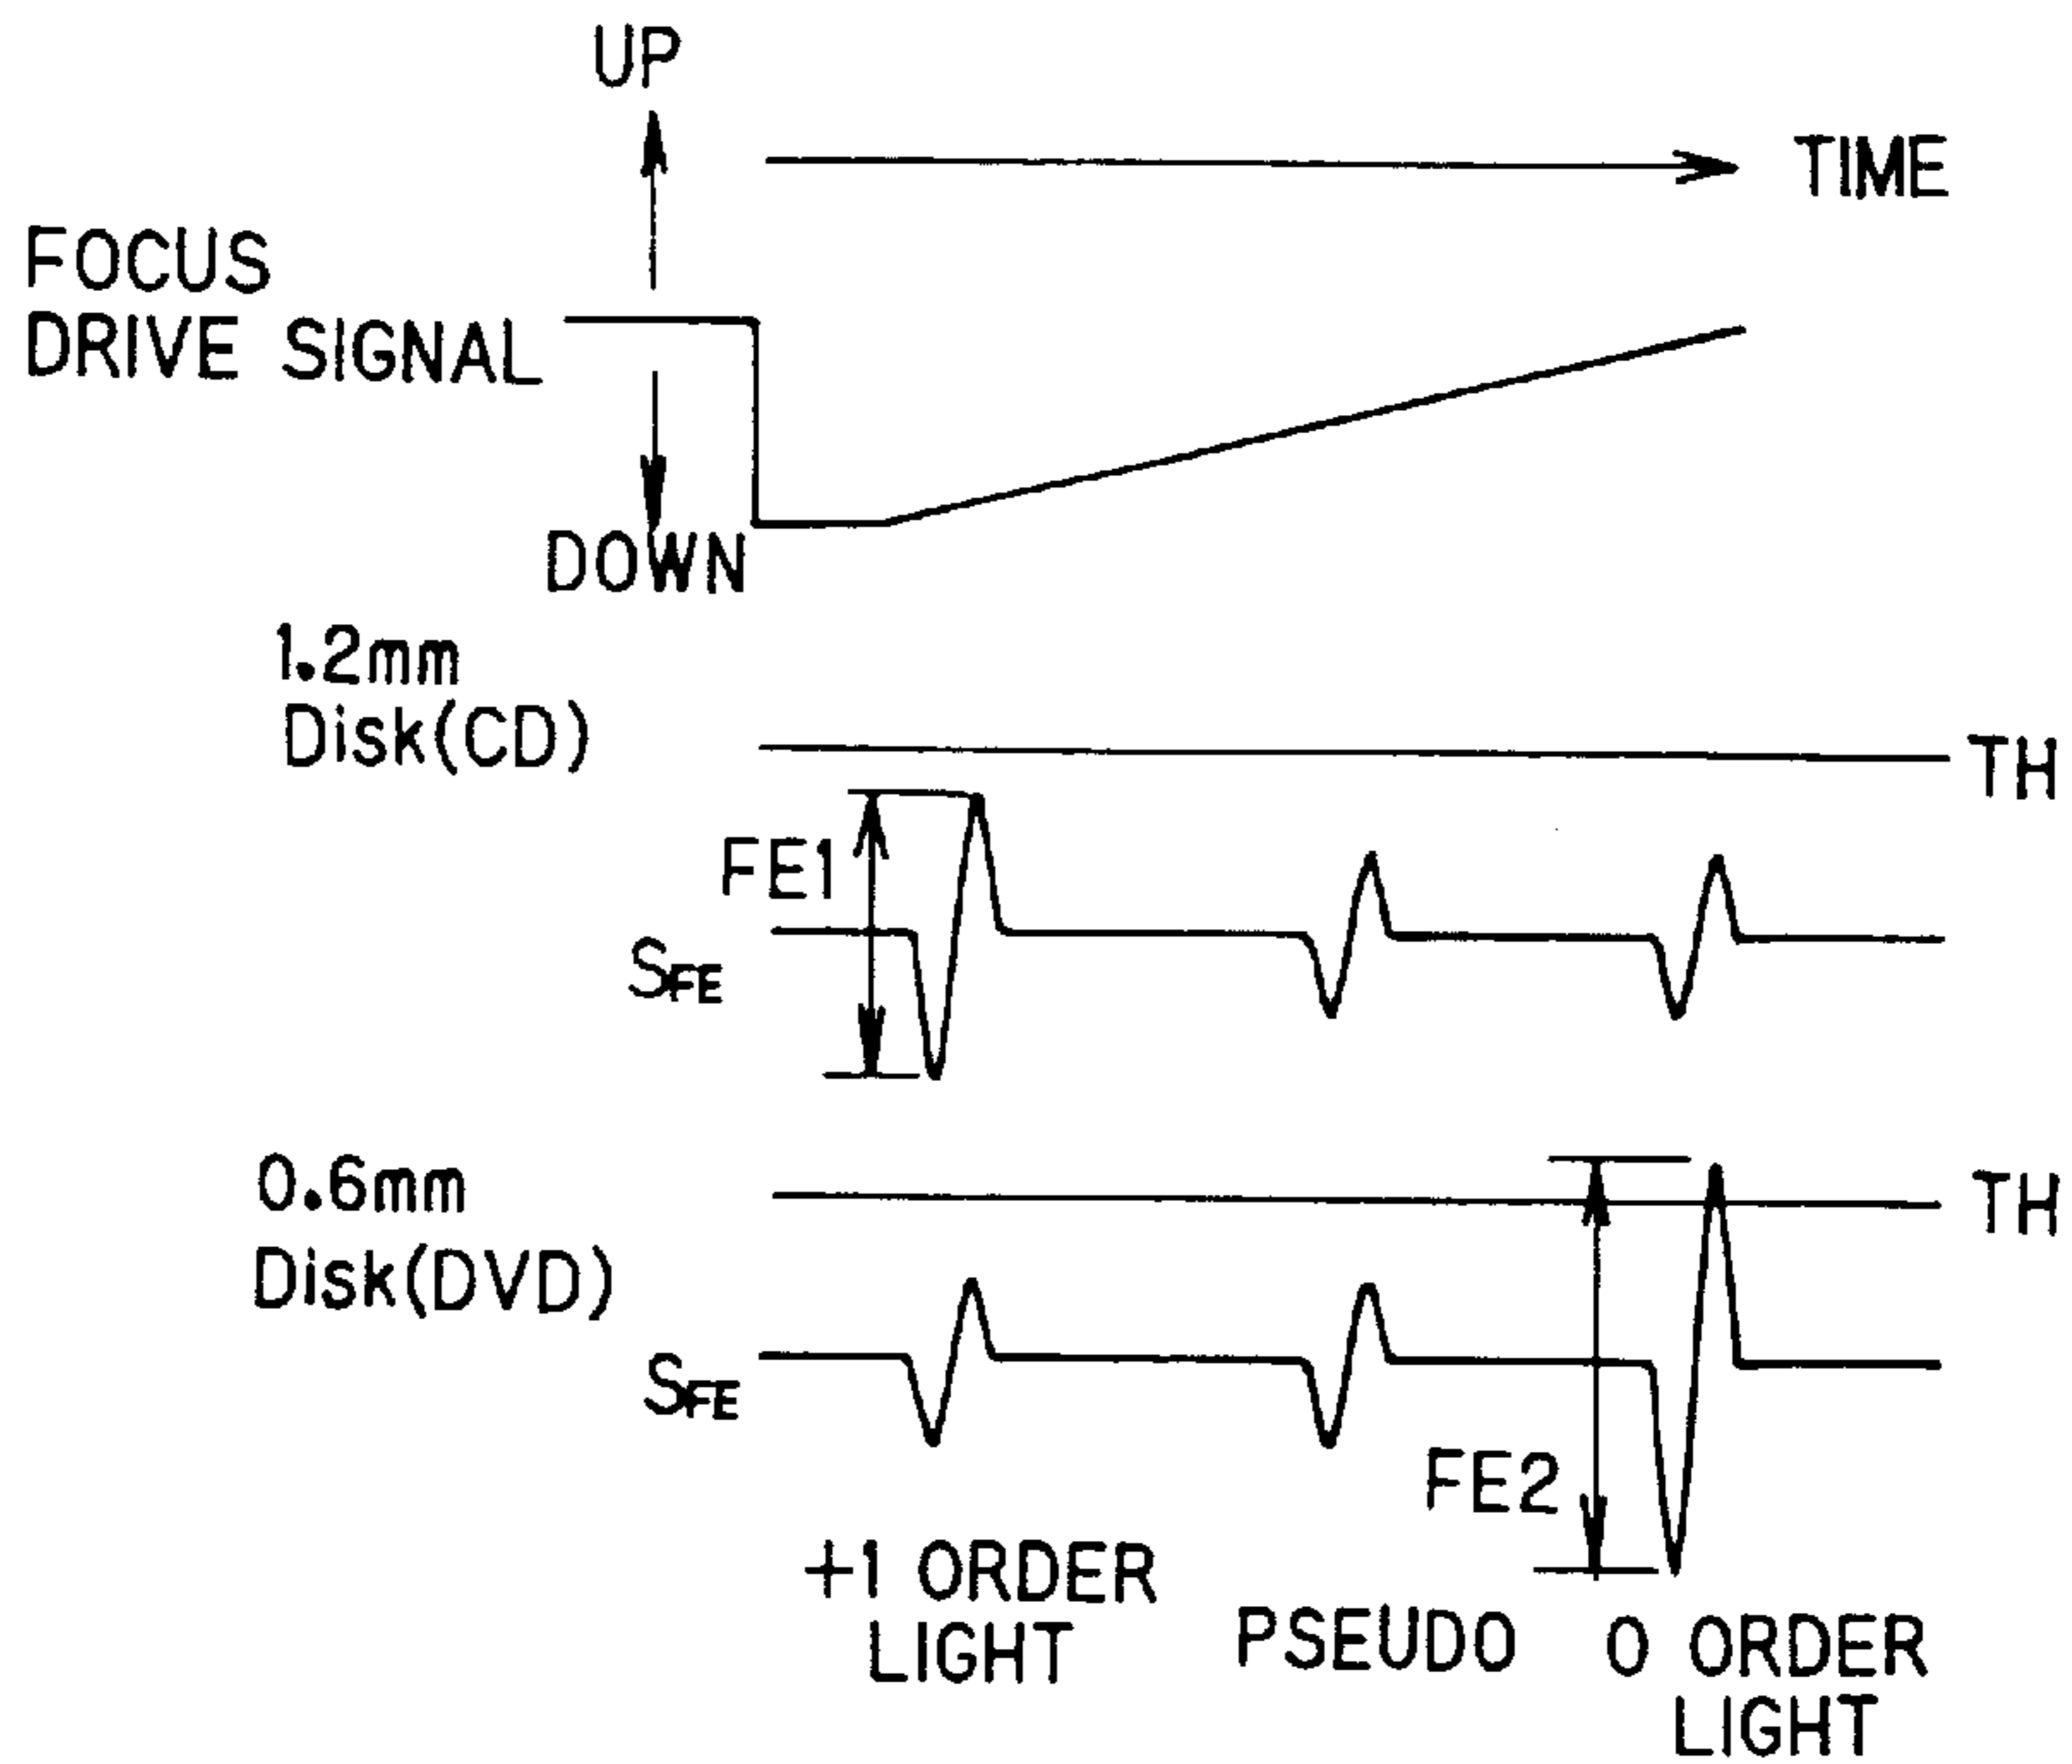 UP
TIME
FOCUS
DRIVE SIGNAL
DOWN
1.2mm
Disk(CD)
TH
FE1
SFE
0.6mm
Disk(DVD)
TH
SFE
FE2
+1 ORDER
LIGHT
PSEUDO
0 ORDER
LIGHT